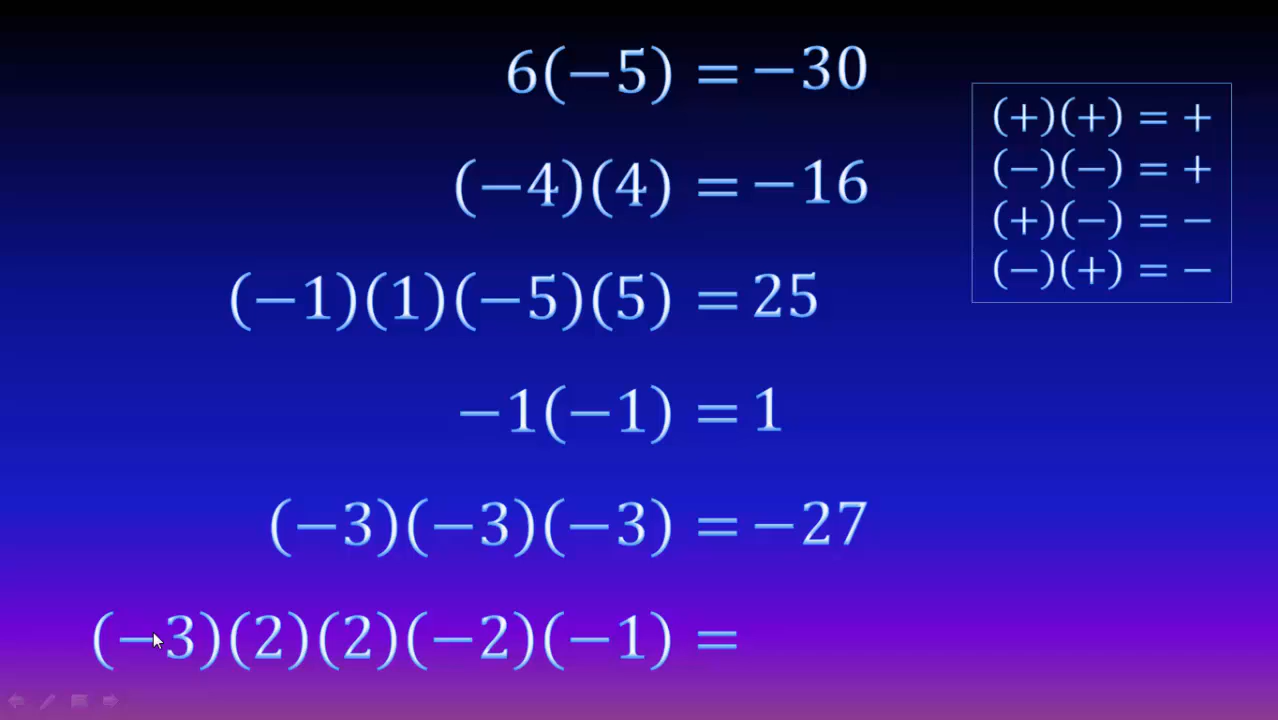 6(−5) = −30
(−4)(4) = −16
(−1)(1)(−5)(5) = 25
−1(−1) = 1
(−3)(−3)(−3) = −27
(−3)(2)(2)(−2)(−1) =
(+)(+) = +
(−)(−) = +
(+)(−) = −
(−)(+) = −